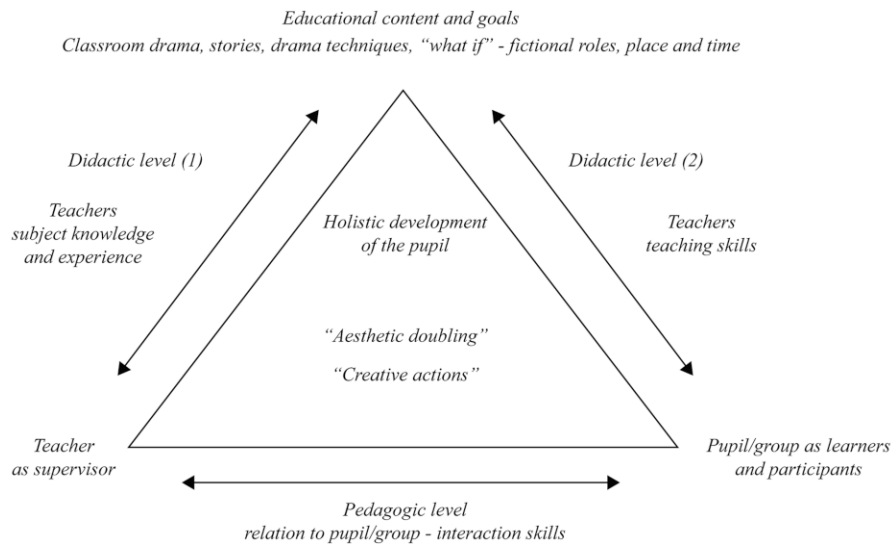 Educational content and goals
Classroom drama, stories, drama techniques, “what if” - fictional roles, place and time
Didactic level (1)
Teachers
subject knowledge
and experience
Didactic level (2)
Teachers
teaching skills
Holistic development
of the pupil
“Aesthetic doubling”
“Creative actions”
Teacher
as supervisor
Pupil/group as learners
and participants
Pedagogic level
relation to pupil/group - interaction skills